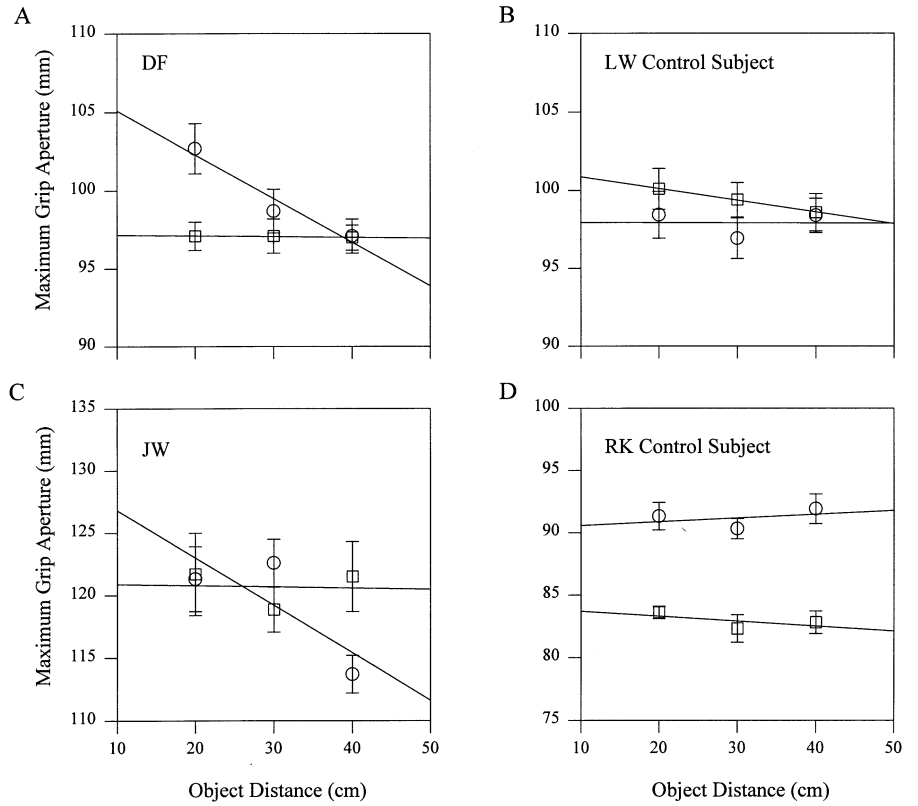 A
B
110
105
100
95
90
DF
Maximum Grip Aperture (mm)
110
105
100
95
90
LW Control Subject
C
D
135
130
125
120
115
110
JW
Maximum Grip Aperture (mm)
10
20
30
40
50
Object Distance (cm)
100
95
90
85
80
75
RK Control Subject
10
20
30
40
50
Object Distance (cm)